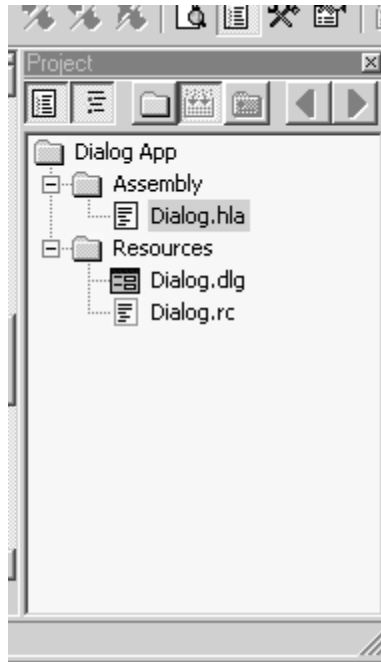 Project
Dialog App
Assembly
Dialog.hla
Resources
Dialog.dlg
Dialog.rc